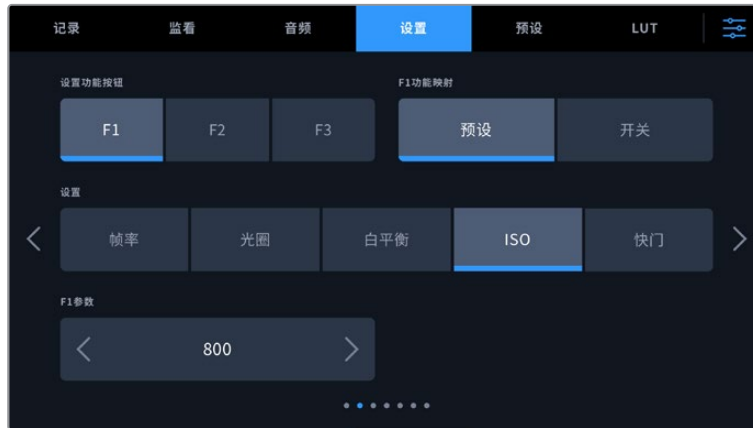 记录 监看 音频 设置 预设 LUT
设置功能按钮 F1功能映射
F1 F2 F3 预设 开关
设置
帧率 光圈 白平衡 ISO 快门
F1参数
800